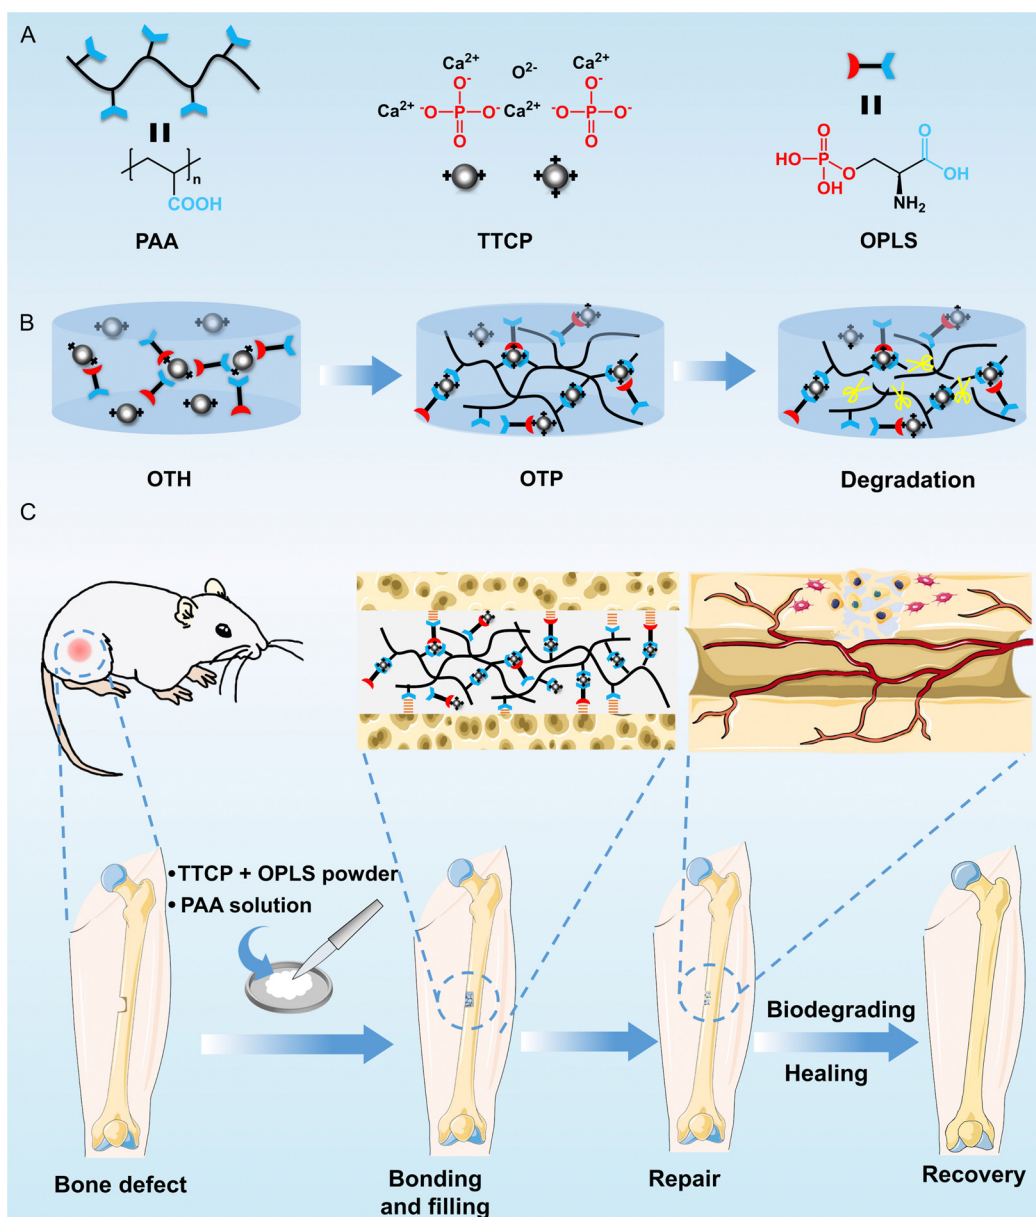 A
Ca²⁺ O²⁻ Ca²⁺
O⁻ O⁻
Ca²⁺ ⁻O P O⁻ Ca²⁺ ⁻O P O⁻
O O
n
COOH
PAA
TTCP
O O
HO P O OH
OH NH₂
OPLS
B
OTH
OTP
Degradation
C
•TTCP + OPLS powder
•PAA solution
Biodegrading
Healing
Bone defect
Bonding
and filling
Repair
Recovery